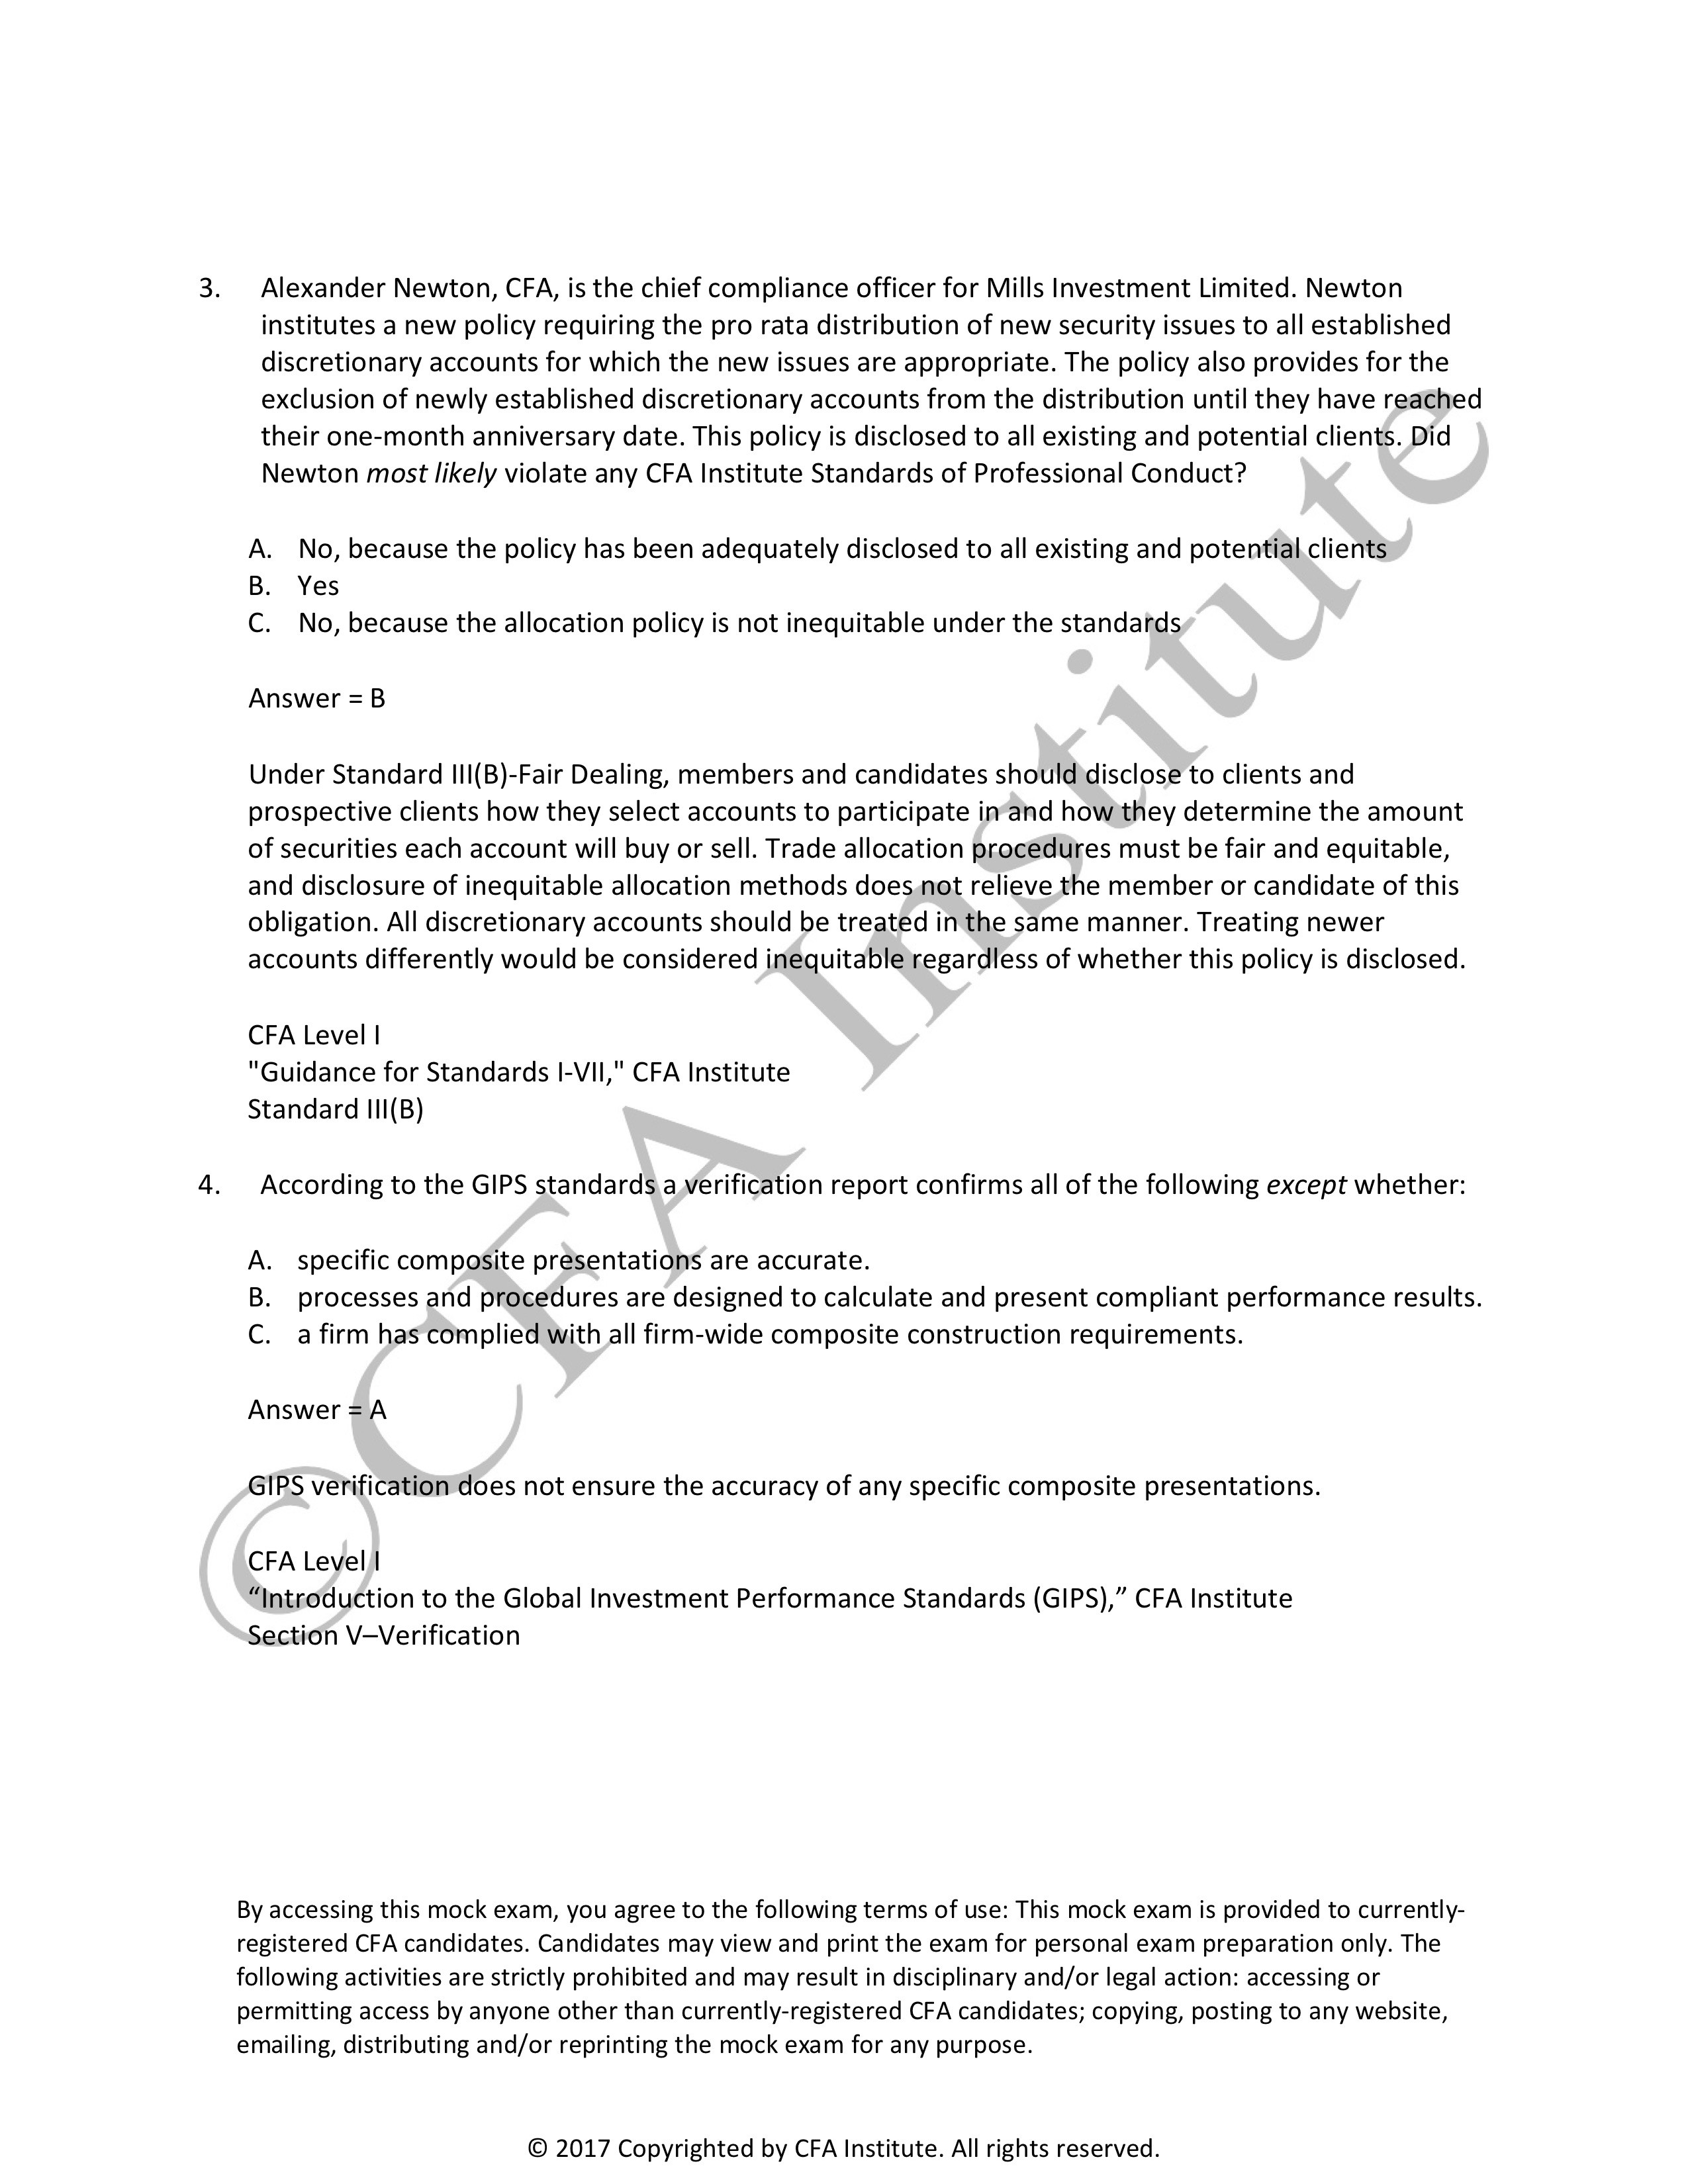 3. Alexander Newton, CFA, is the chief compliance officer for Mills Investment Limited. Newton
institutes a new policy requiring the pro rata distribution of new security issues to all established
discretionary accounts for which the new issues are appropriate. The policy also provides for the
exclusion of newly established discretionary accounts from the distribution until they have reached
their one-month anniversary date. This policy is disclosed to all existing and potential clients. Did
Newton most likely violate any CFA Institute Standards of Professional Conduct?
A. No, because the policy has been adequately disclosed to all existing and potential clients
B. Yes
C. No, because the allocation policy is not inequitable under the standards
Answer = B
Under Standard III(B)-Fair Dealing, members and candidates should disclose to clients and
prospective clients how they select accounts to participate in and how they determine the amount
of securities each account will buy or sell. Trade allocation procedures must be fair and equitable,
and disclosure of inequitable allocation methods does not relieve the member or candidate of this
obligation. All discretionary accounts should be treated in the same manner. Treating newer
accounts differently would be considered inequitable regardless of whether this policy is disclosed.
CFA Level I
"Guidance for Standards I-VII," CFA Institute
Standard III(B)
4. According to the GIPS standards a verification report confirms all of the following except whether:
A. specific composite presentations are accurate.
B. processes and procedures are designed to calculate and present compliant performance results.
C. a firm has complied with all firm-wide composite construction requirements.
Answer = A
GIPS verification does not ensure the accuracy of any specific composite presentations.
CFA Level I
“Introduction to the Global Investment Performance Standards (GIPS),” CFA Institute
Section V–Verification
©CFA Institute
By accessing this mock exam, you agree to the following terms of use: This mock exam is provided to currently-
registered CFA candidates. Candidates may view and print the exam for personal exam preparation only. The
following activities are strictly prohibited and may result in disciplinary and/or legal action: accessing or
permitting access by anyone other than currently-registered CFA candidates; copying, posting to any website,
emailing, distributing and/or reprinting the mock exam for any purpose.
© 2017 Copyrighted by CFA Institute. All rights reserved.